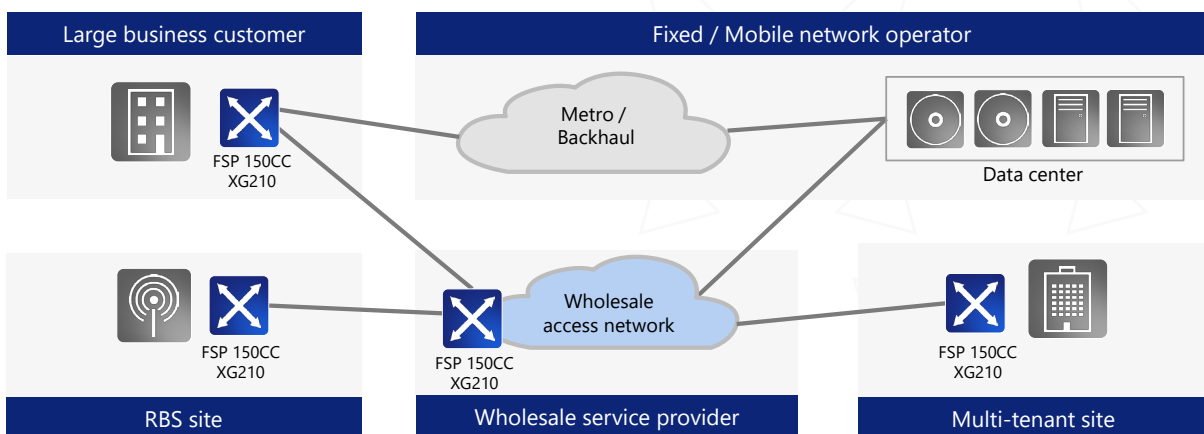 Large business customer
Fixed / Mobile network operator
FSP 150CC
XG210
Metro /
Backhaul
Data center
FSP 150CC
XG210
RBS site
Wholesale
access network
FSP 150CC
XG210
Wholesale service provider
FSP 150CC
XG210
Multi-tenant site